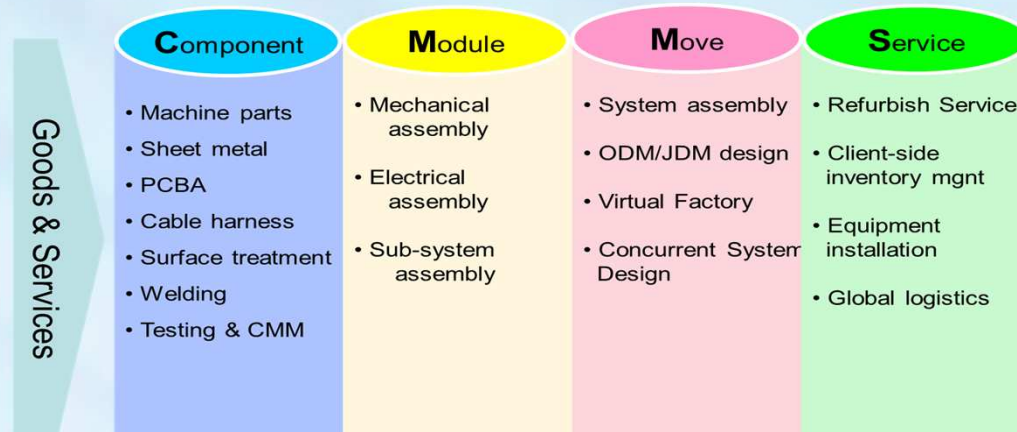 Goods & Services
Component
• Machine parts
• Sheet metal
• PCBA
• Cable harness
• Surface treatment
• Welding
• Testing & CMM
Module
• Mechanical
assembly
• Electrical
assembly
• Sub-system
assembly
Move
• System assembly
• ODM/JDM design
• Virtual Factory
• Concurrent System
Design
Service
• Refurbish Service
• Client-side
inventory mgnt
• Equipment
installation
• Global logistics